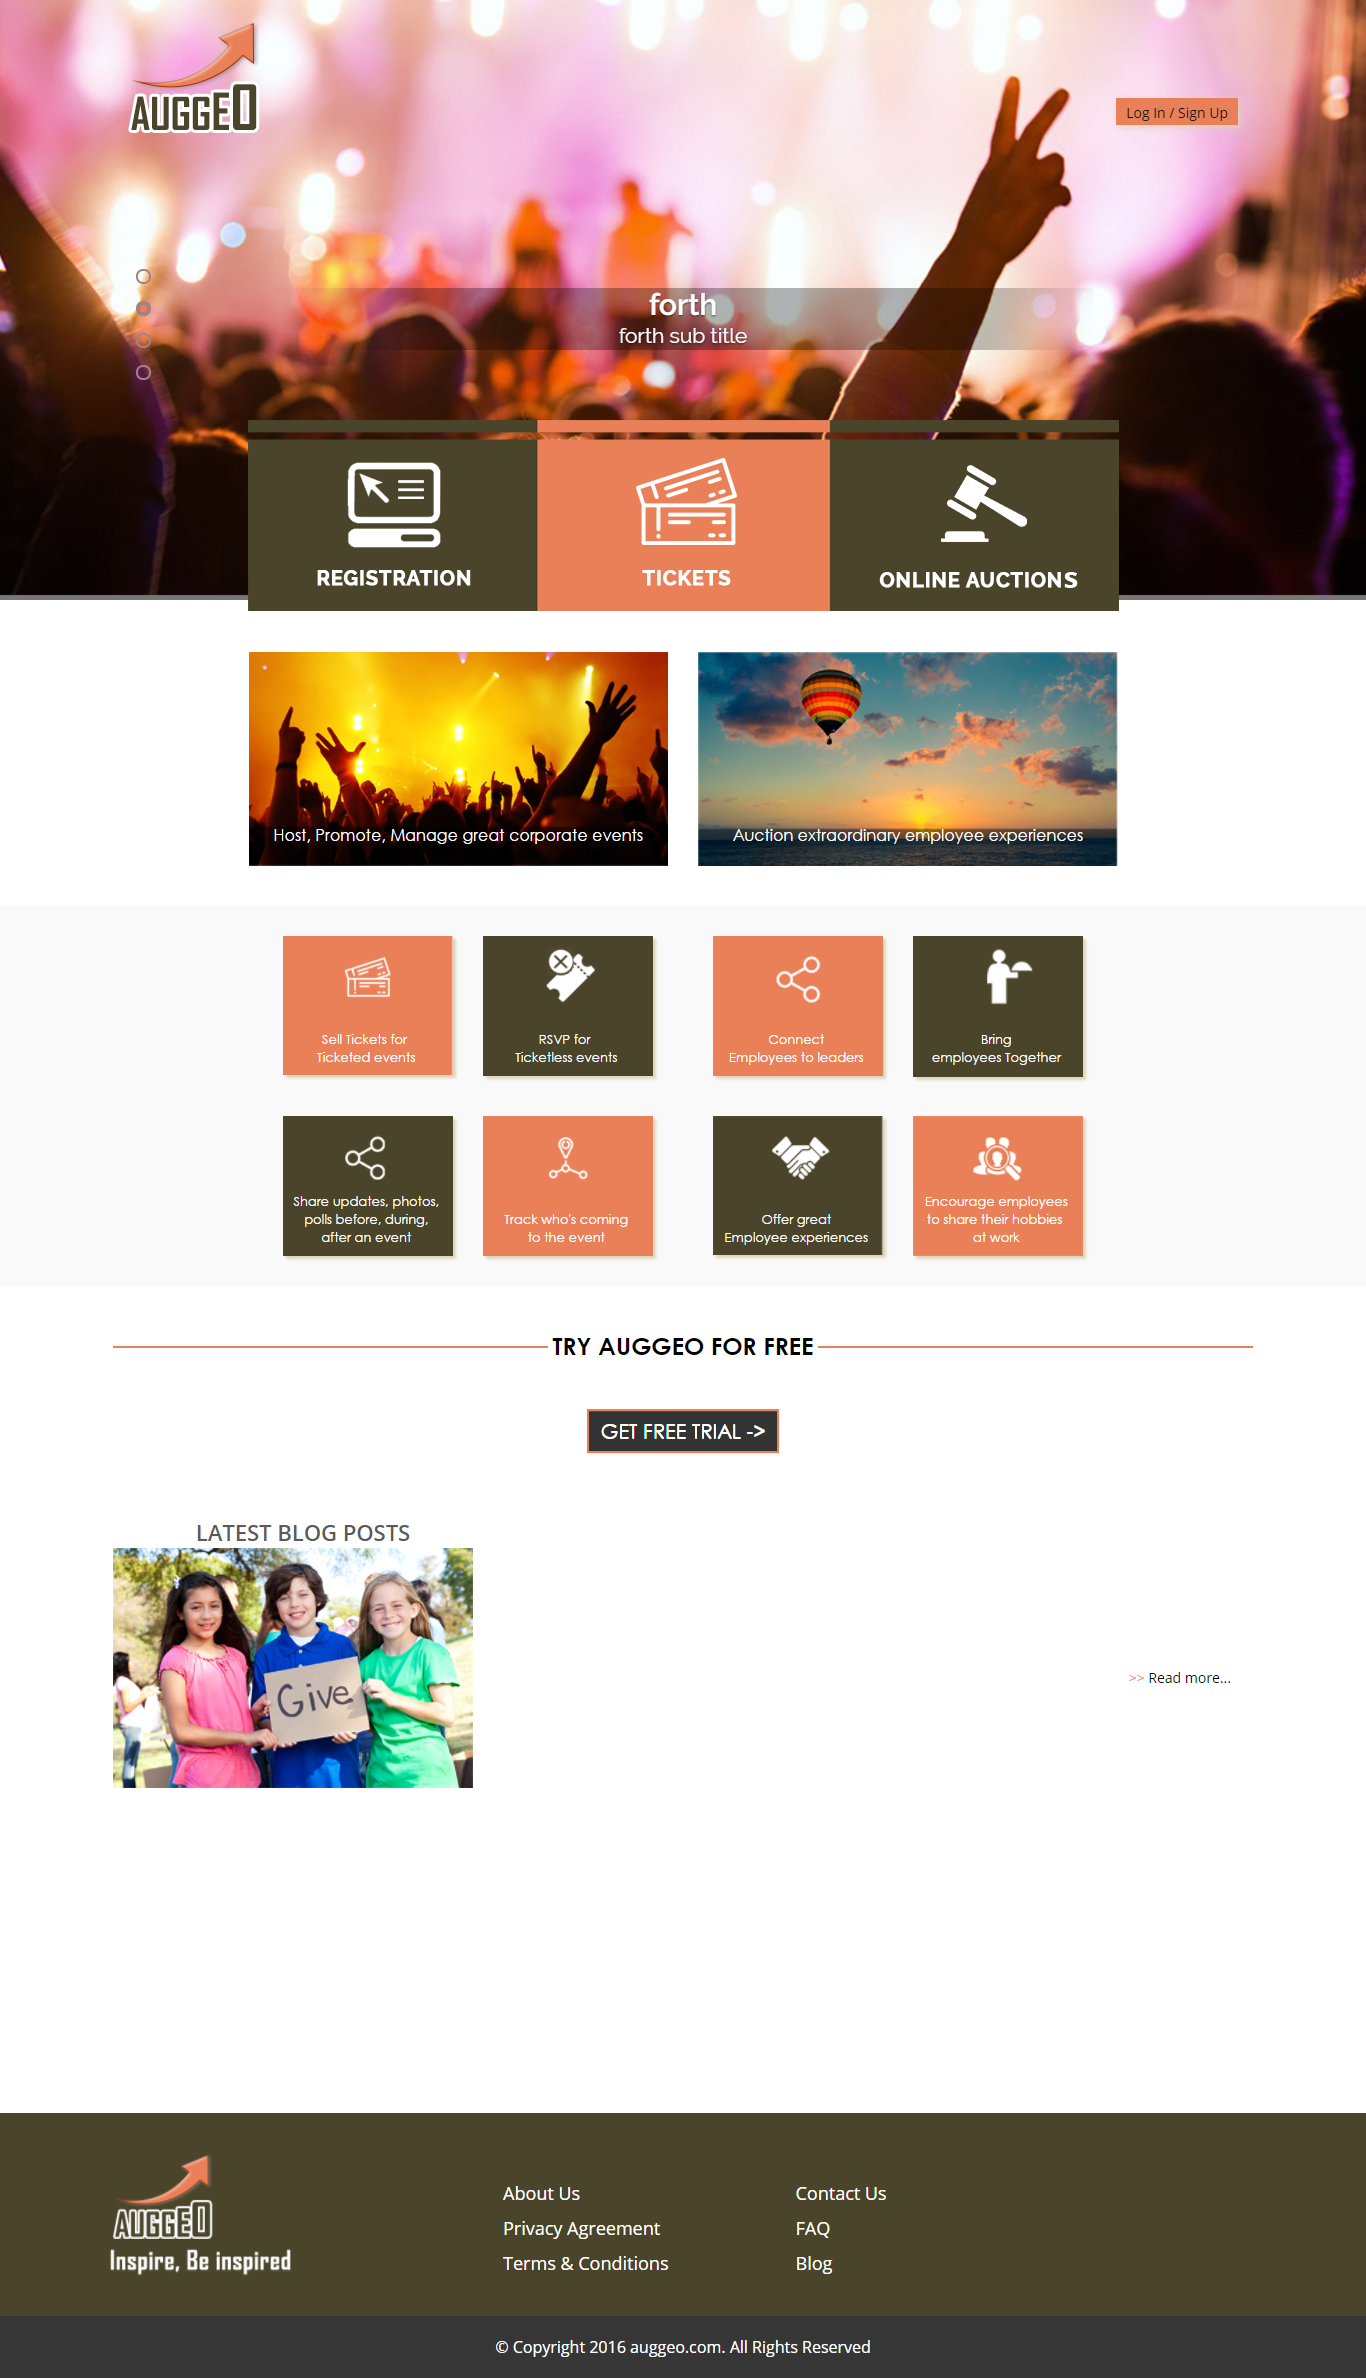 AUGGEO
Log In / Sign Up
forth
forth sub title
REGISTRATION
TICKETS
ONLINE AUCTIONS
Host, Promote, Manage great corporate events
Auction extraordinary employee experiences
Sell Tickets for
Ticketed events
RSVP for
Ticketless events
Connect
Employees to leaders
Bring
employees Together
Share updates, photos,
polls before, during,
after an event
Track who's coming
to the event
Offer great
Employee experiences
Encourage employees
to share their hobbies
at work
TRY AUGGEO FOR FREE
GET FREE TRIAL ->
LATEST BLOG POSTS
Give
>> Read more...
AUGGEO
Inspire, Be inspired
About Us
Privacy Agreement
Terms & Conditions
Contact Us
FAQ
Blog
© Copyright 2016 auggeo.com. All Rights Reserved